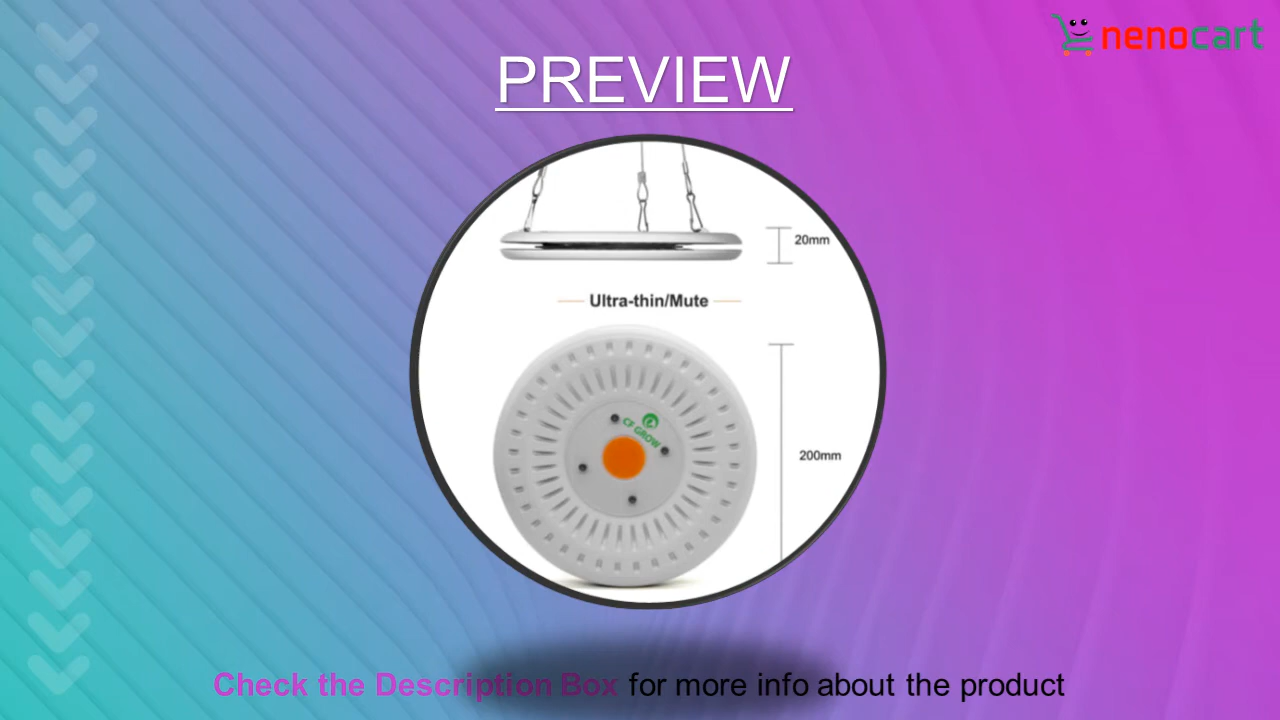 nenocart
PREVIEW
20mm
Ultra-thin/Mute
CF GROW
200mm
Check the Description Box for more info about the product